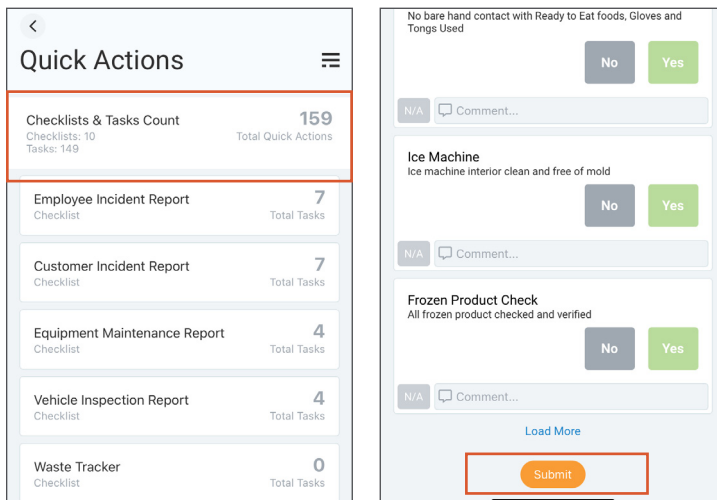 Quick Actions
Checklists & Tasks Count
159
Checklists: 10
Total Quick Actions
Tasks: 149
Employee Incident Report
7
Checklist
Total Tasks
Customer Incident Report
7
Checklist
Total Tasks
Equipment Maintenance Report
4
Checklist
Total Tasks
Vehicle Inspection Report
4
Checklist
Total Tasks
Waste Tracker
0
Checklist
Total Tasks
No bare hand contact with Ready to Eat foods, Gloves and
Tongs Used
No
Yes
N/A
Comment...
Ice Machine
Ice machine interior clean and free of mold
No
Yes
N/A
Comment...
Frozen Product Check
All frozen product checked and verified
No
Yes
N/A
Comment...
Load More
Submit